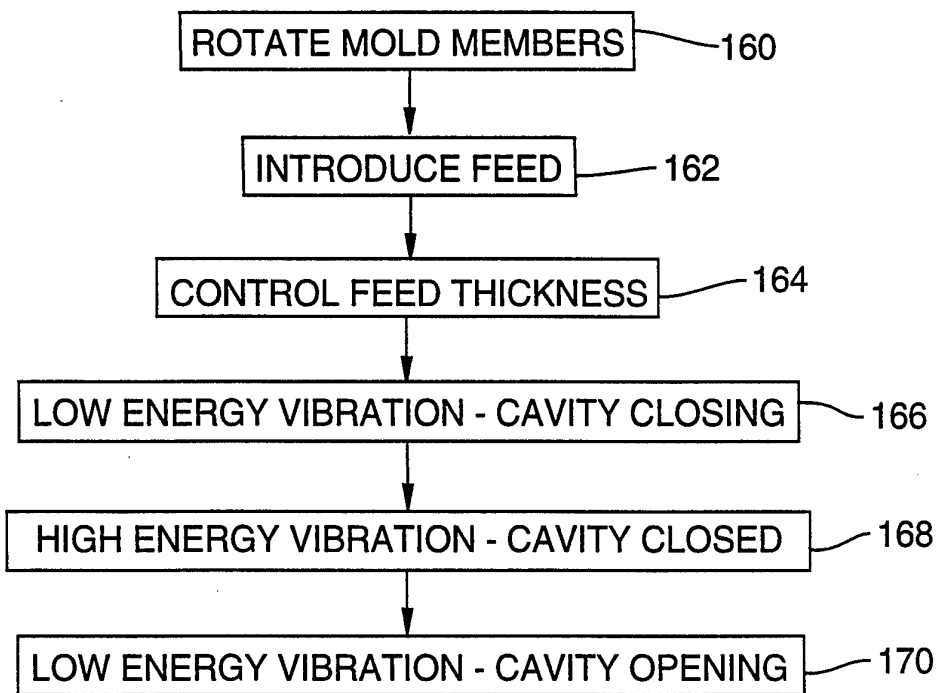 ROTATE MOLD MEMBERS 160
INTRODUCE FEED 162
CONTROL FEED THICKNESS 164
LOW ENERGY VIBRATION - CAVITY CLOSING 166
HIGH ENERGY VIBRATION - CAVITY CLOSED 168
LOW ENERGY VIBRATION - CAVITY OPENING 170